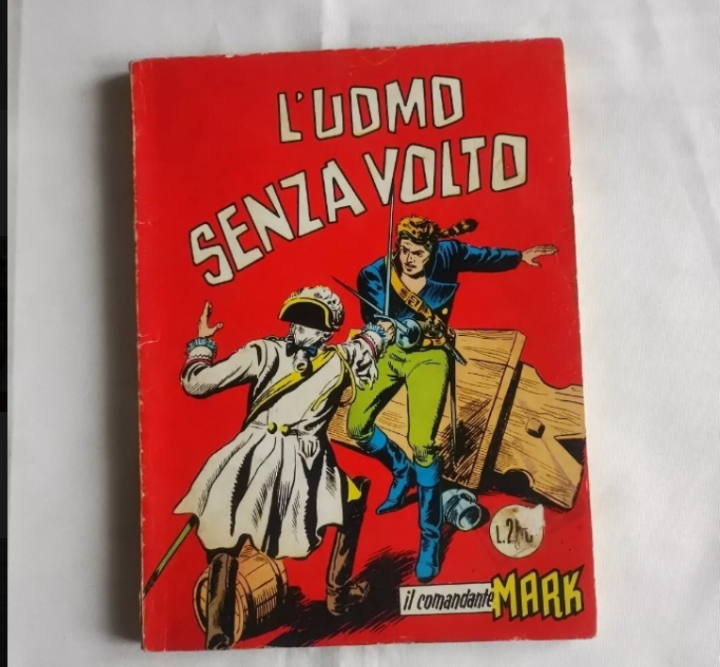 L'UOMO
SENZA VOLTO
il comandante MARK